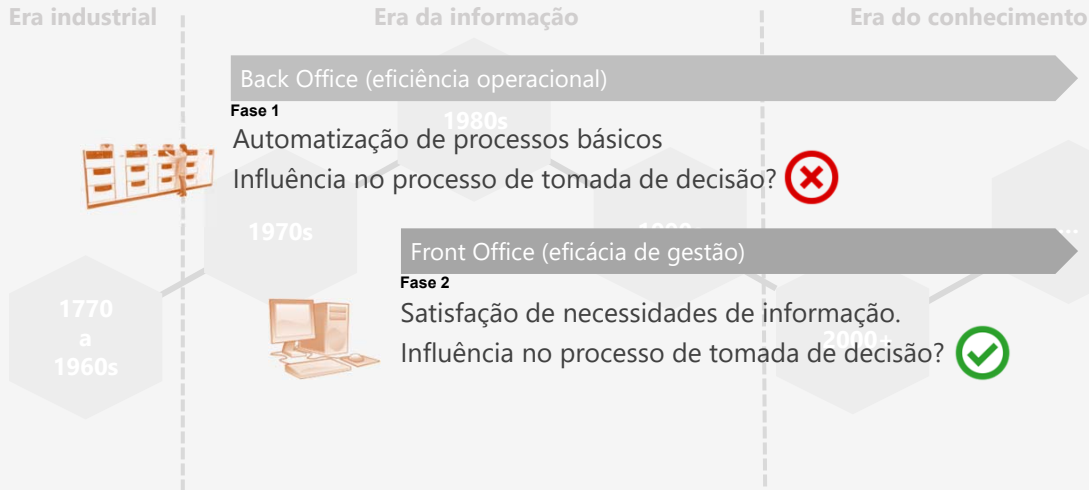 Era industrial
Era da informação
Era do conhecimento
Back Office (eficiência operacional)
Fase 1
1980s
Automatização de processos básicos
Influência no processo de tomada de decisão?
1970s
Front Office (eficácia de gestão)
Fase 2
1770
a
1960s
Satisfação de necessidades de informação.
2000+
Influência no processo de tomada de decisão?
...